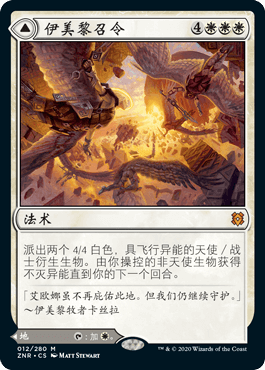 伊美黎召令 4
法术
派出两个 4/4 白色,具飞行异能的天使/战
士衍生生物。由你操控的非天使生物获得
不灭异能直到你的下一个回合。
「艾欧娜虽不再庇佑此地。但我们仍继续守护。」
~伊美黎牧者卡丝拉
地 :加 。
012/280 M
ZNR • CS MATT STEWART
™ & © 2020 Wizards of the Coast